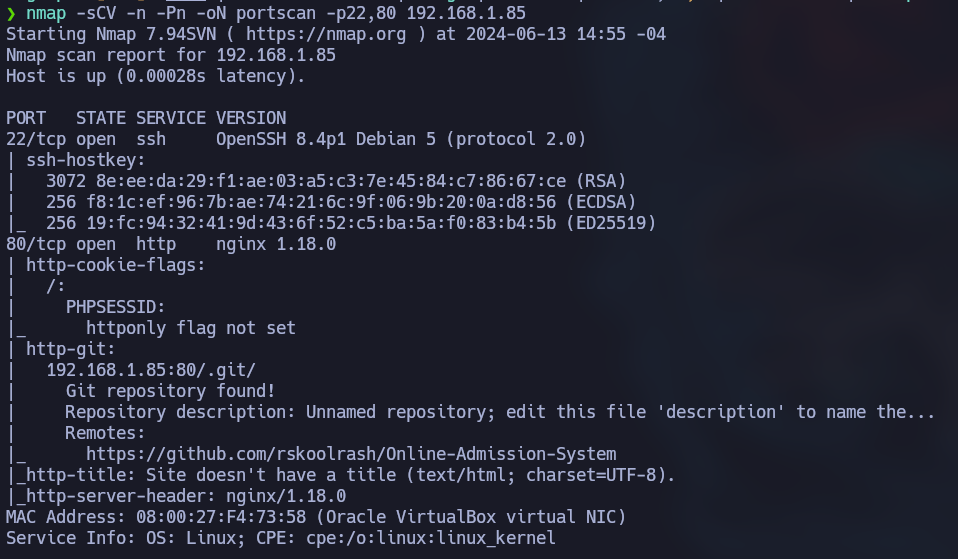 ❯ nmap -sCV -n -Pn -oN portscan -p22,80 192.168.1.85
Starting Nmap 7.94SVN ( https://nmap.org ) at 2024-06-13 14:55 -04
Nmap scan report for 192.168.1.85
Host is up (0.00028s latency).

PORT   STATE SERVICE VERSION
22/tcp open  ssh     OpenSSH 8.4p1 Debian 5 (protocol 2.0)
| ssh-hostkey:
|   3072 8e:ee:da:29:f1:ae:03:a5:c3:7e:45:84:c7:86:67:ce (RSA)
|   256 f8:1c:ef:96:7b:ae:74:21:6c:9f:06:9b:20:0a:d8:56 (ECDSA)
|_  256 19:fc:94:32:41:9d:43:6f:52:c5:ba:5a:f0:83:b4:5b (ED25519)
80/tcp open  http    nginx 1.18.0
| http-cookie-flags:
|   /:
|     PHPSESSID:
|_      httponly flag not set
| http-git:
|   192.168.1.85:80/.git/
|     Git repository found!
|     Repository description: Unnamed repository; edit this file 'description' to name the...
|     Remotes:
|_      https://github.com/rskoolrash/Online-Admission-System
|_http-title: Site doesn't have a title (text/html; charset=UTF-8).
|_http-server-header: nginx/1.18.0
MAC Address: 08:00:27:F4:73:58 (Oracle VirtualBox virtual NIC)
Service Info: OS: Linux; CPE: cpe:/o:linux:linux_kernel